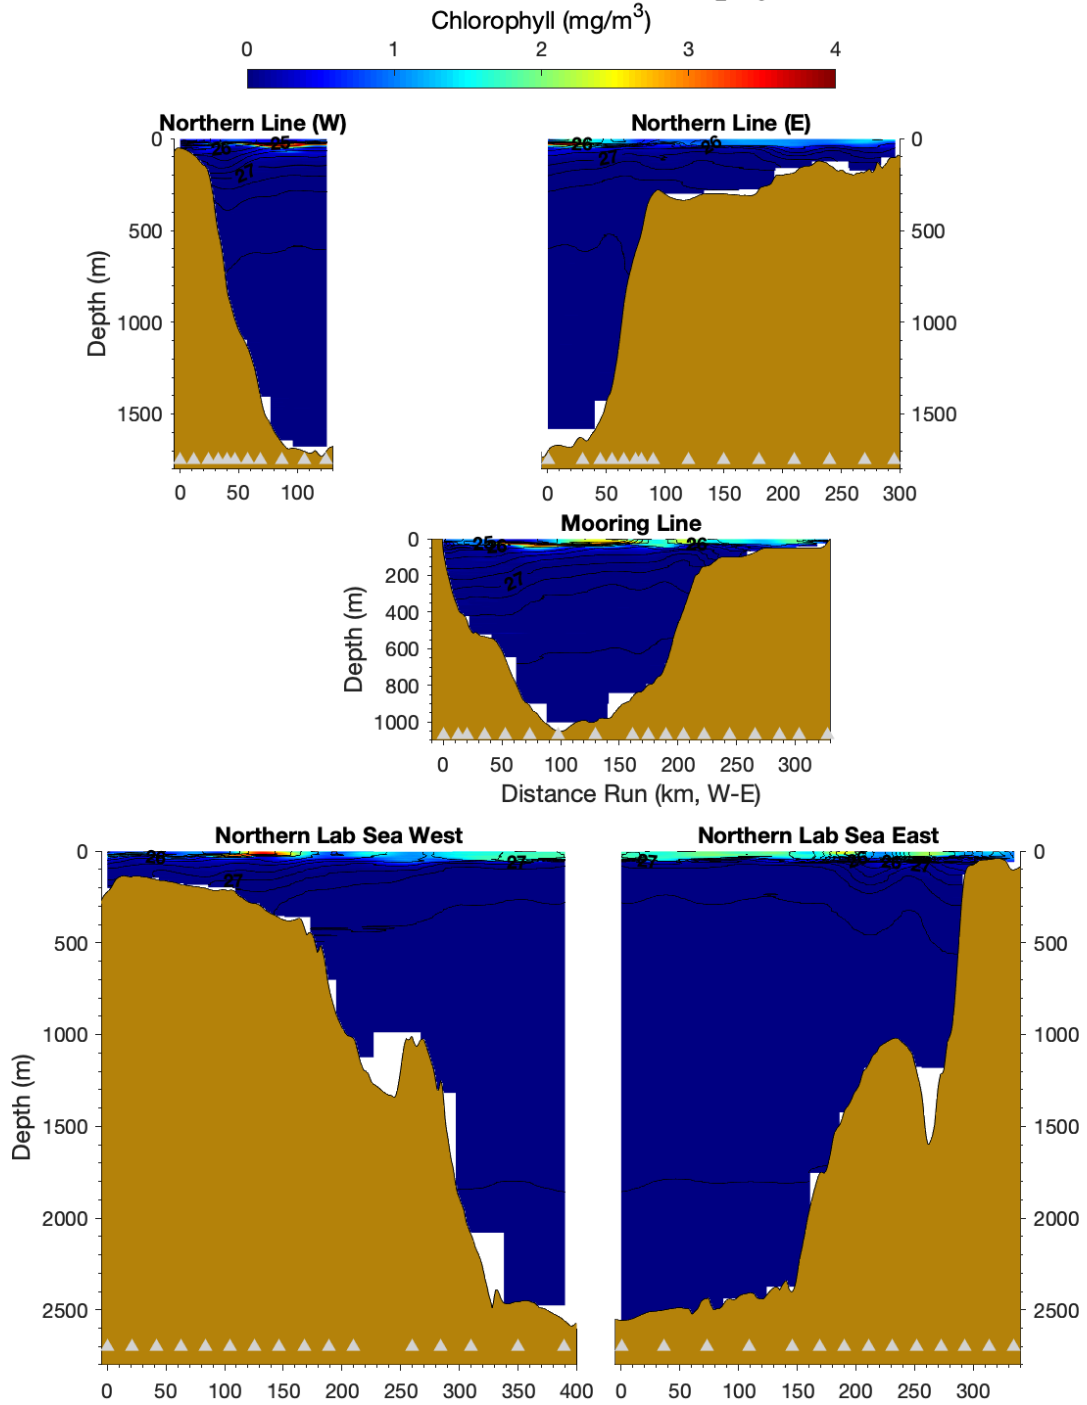 Chlorophyll (mg/m³)
0 1 2 3 4
Northern Line (W)
Northern Line (E)
0
500
1000
1500
Depth (m)
26 25
27
0 50 100
26 26
27
0
500
1000
1500
0 50 100 150 200 250 300
Mooring Line
0
200
400
600
800
1000
Depth (m)
25 26 26
27
0 50 100 150 200 250 300
Distance Run (km, W-E)
Northern Lab Sea West
Northern Lab Sea East
0
500
1000
1500
2000
2500
Depth (m)
26 27
27
0 50 100 150 200 250 300 350 400
27 26 27
0
500
1000
1500
2000
2500
0 50 100 150 200 250 300